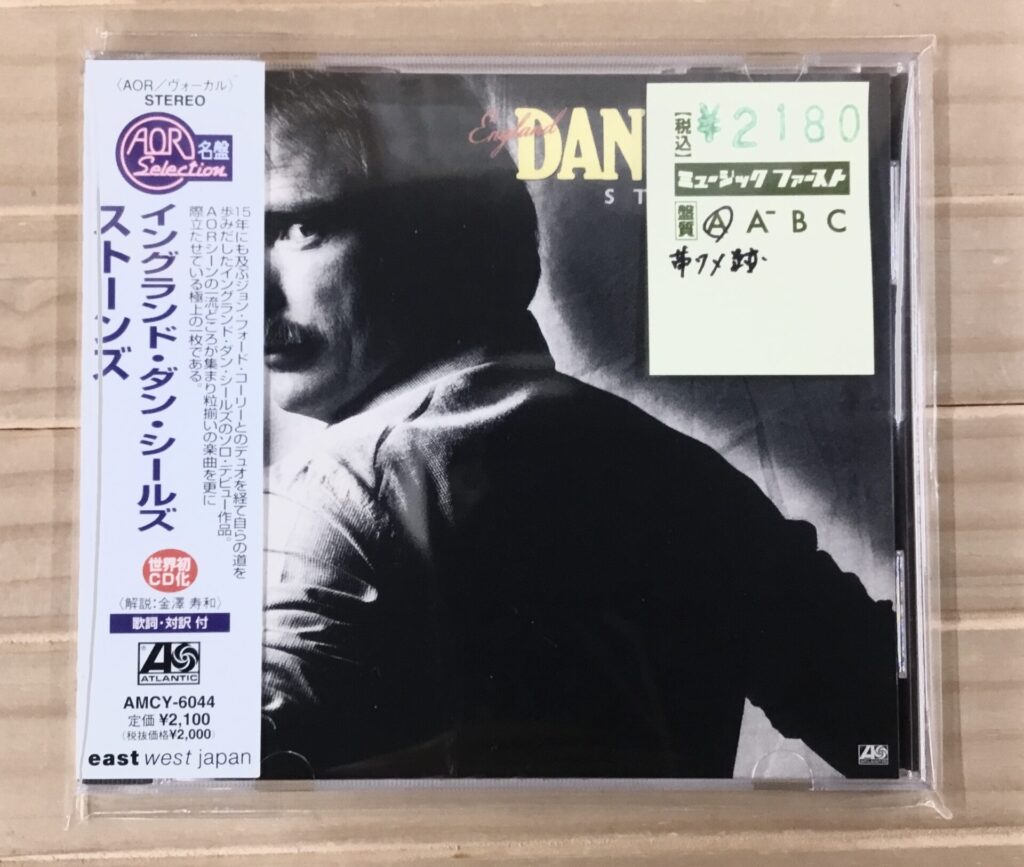 〈AOR／ヴォーカル〉
STEREO
AOR
Selection
名盤
イングランド・ダン・シールズ
ストーンズ
15年にも及ぶジョン・フォード・コーリーとのデュオを経て自らの道を
歩みだしたイングランド・ダン・シールズのソロ・デビュー作品。
AORシーンの一流どころが集まり粒揃いの楽曲を更に
際立たせている極上の一枚である。
世界初
CD化
〈解説：金澤 寿和〉
歌詞・対訳 付
ATLANTIC
AMCY-6044
定価 ¥2,100
(税抜価格¥2,000)
east west japan
England
DAN
ST
【税込】
¥2180
ミュージック ファースト
盤質
A A⁻ B C
帯ワメ跡